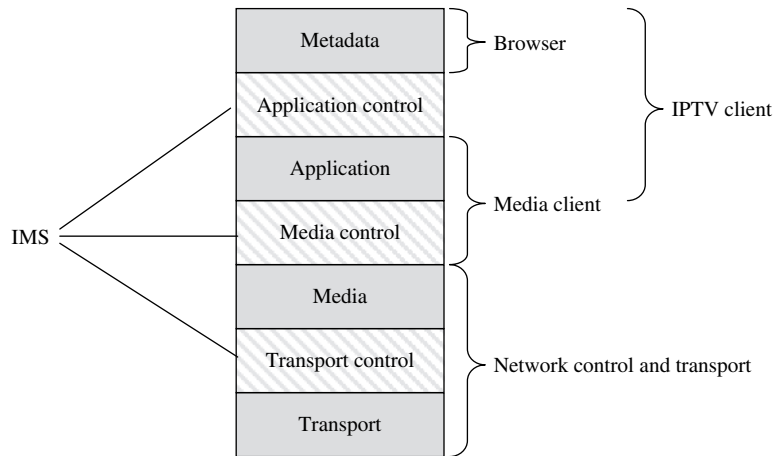 Metadata
Browser
Application control
IPTV client
Application
Media client
Media control
IMS
Media
Transport control
Network control and transport
Transport